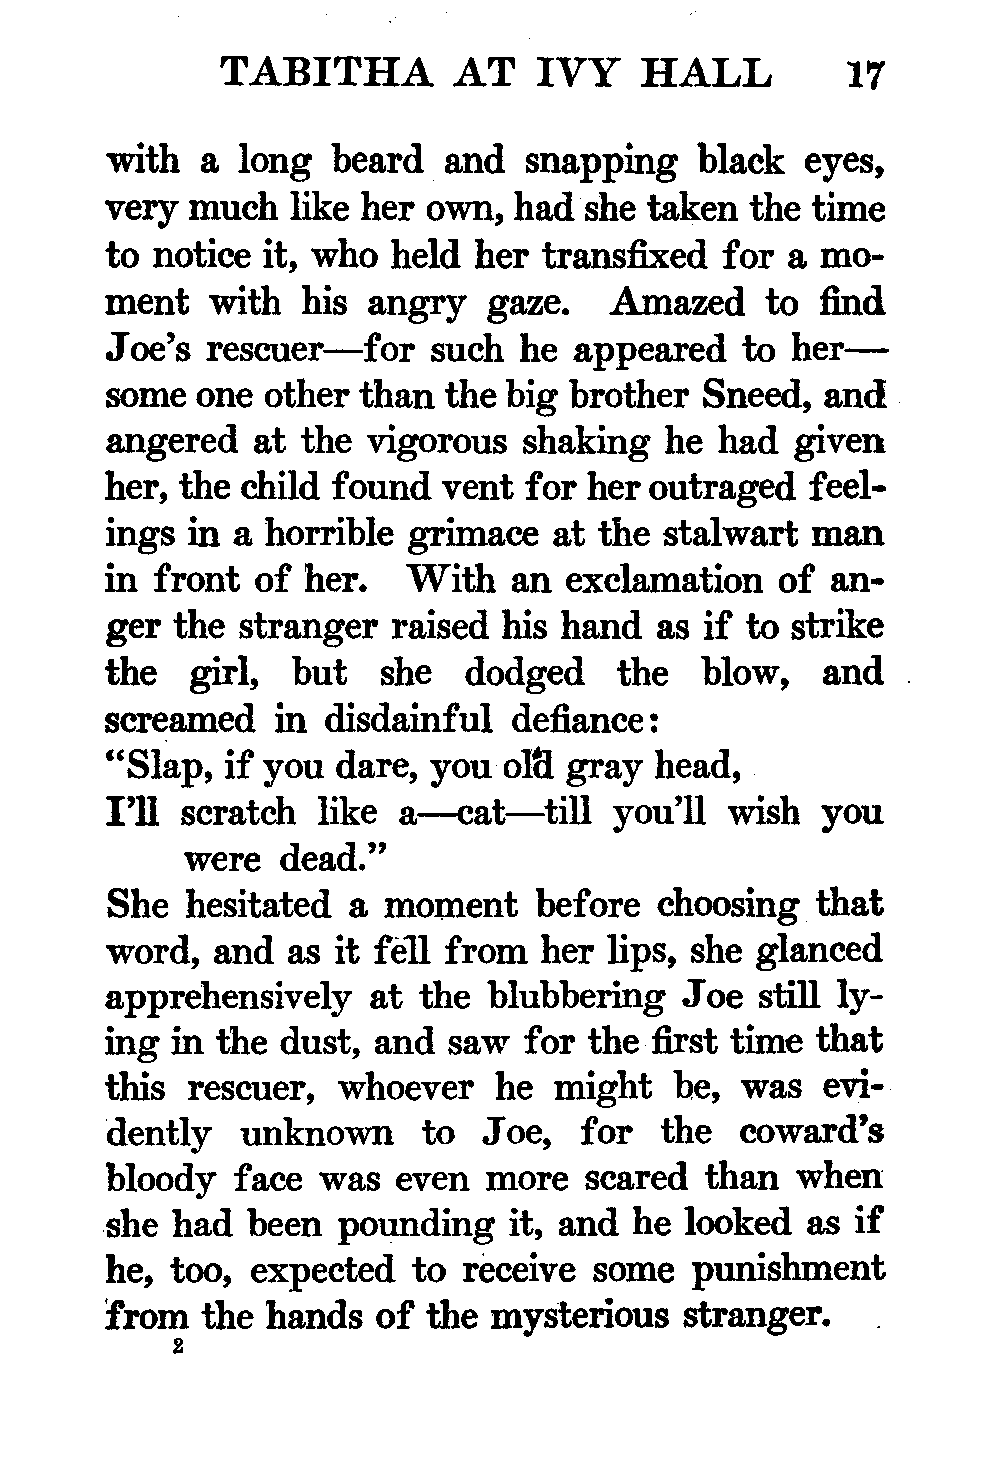 TABITHA AT IVY HALL 17
with a long beard and snapping black eyes,
very much like her own, had she taken the time
to notice it, who held her transfixed for a mo-
ment with his angry gaze. Amazed to find
Joe's rescuer—for such he appeared to her—
some one other than the big brother Sneed, and
angered at the vigorous shaking he had given
her, the child found vent for her outraged feel-
ings in a horrible grimace at the stalwart man
in front of her. With an exclamation of an-
ger the stranger raised his hand as if to strike
the girl, but she dodged the blow, and
screamed in disdainful defiance:
“Slap, if you dare, you old gray head,
I'll scratch like a—cat—till you'll wish you
were dead.”
She hesitated a moment before choosing that
word, and as it fell from her lips, she glanced
apprehensively at the blubbering Joe still ly-
ing in the dust, and saw for the first time that
this rescuer, whoever he might be, was evi-
dently unknown to Joe, for the coward's
bloody face was even more scared than when
she had been pounding it, and he looked as if
he, too, expected to receive some punishment
from the hands of the mysterious stranger.
2